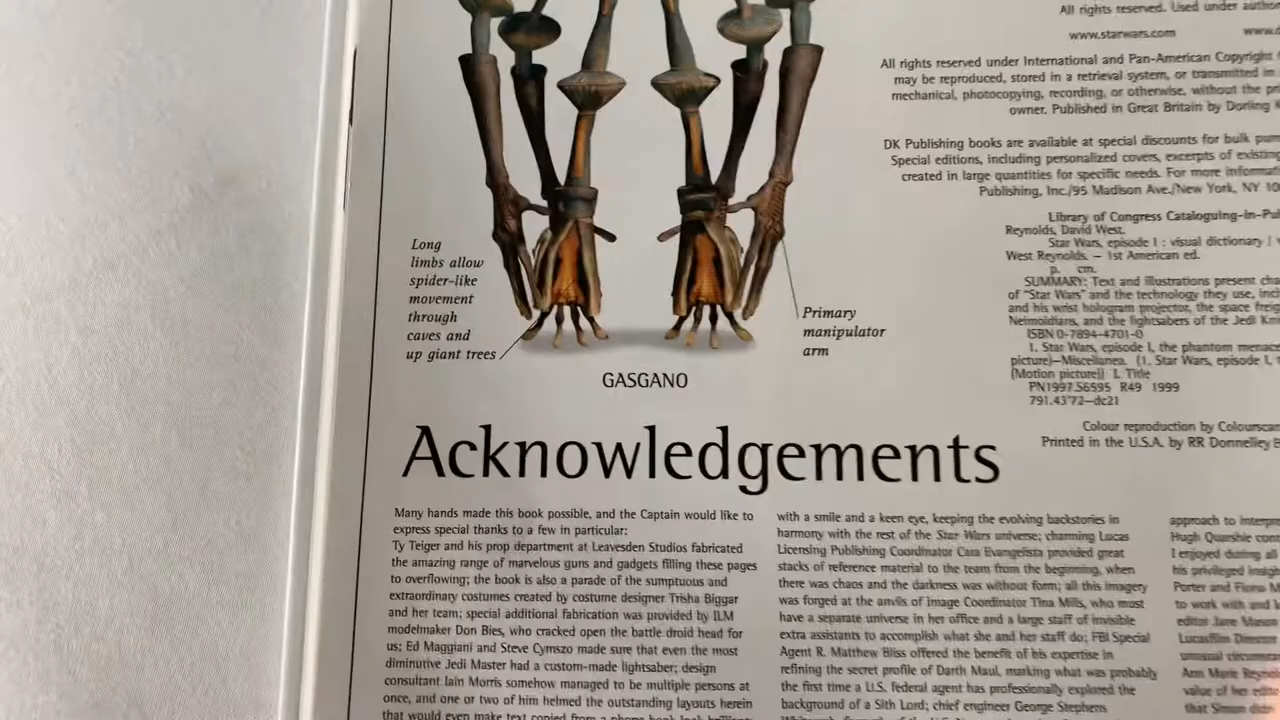 All rights reserved. Used under
www.starwars.com
All rights reserved under International and Pan-American Copyright
may be reproduced, stored in a retrieval system, or transmitted in
mechanical, photocopying, recording, or otherwise, without the
owner. Published in Great Britain by Dorling
DK Publishing books are available at special discounts for bulk
Special editions, including personalized covers, excerpts of existing
created in large quantities for specific needs. For more
Publishing, Inc./95 Madison Ave./New York, NY
Library of Congress Cataloguing-in-
Reynolds, David West.
Star Wars, episode I : visual dictionary /
West Reynolds. – 1st American ed.
p. cm.
SUMMARY: Text and illustrations present
of "Star Wars" and the technology they use,
and his wrist hologram projector, the space
Neimoidians, and the lightsabers of the Jedi
ISBN 0-7894-4701-0
1. Star Wars, episode I, the phantom menace
picture)—Miscellanea. (1. Star Wars, episode I,
(Motion picture)) I. Title
PN1997.S6595 R49 1999
791.43'72—dc21
Colour reproduction by
Printed in the U.S.A. by RR Donnelley
Long
limbs allow
spider-like
movement
through
caves and
up giant trees
Primary
manipulator
arm
GASGANO
Acknowledgements
Many hands made this book possible, and the Captain would like to
express special thanks to a few in particular:
Ty Teiger and his prop department at Leavesden Studios fabricated
the amazing range of marvelous guns and gadgets filling these pages
to overflowing; the book is also a parade of the sumptuous and
extraordinary costumes created by costume designer Trisha Biggar
and her team; special additional fabrication was provided by ILM
modelmaker Don Bies, who cracked open the battle droid head for
us; Ed Maggiani and Steve Cymszo made sure that even the most
diminutive Jedi Master had a custom-made lightsaber; design
consultant Iain Morris somehow managed to be multiple persons at
once, and one or two of him helmed the outstanding layouts herein
that would even make text copied from a phone book look
with a smile and a keen eye, keeping the evolving backstories in
harmony with the rest of the Star Wars universe; charming Lucas
Licensing Publishing Coordinator Cara Evangelista provided great
stacks of reference material to the team from the beginning, when
there was chaos and the darkness was without form; all this imagery
was forged at the anvils of Image Coordinator Tina Mills, who must
have a separate universe in her office and a large staff of invisible
extra assistants to accomplish what she and her staff do; FBI Special
Agent R. Matthew Bliss offered the benefit of his expertise in
refining the secret profile of Darth Maul, marking what was probably
the first time a U.S. federal agent has professionally explored the
background of a Sith Lord; chief engineer George Stephens
approach to
Hugh Quarshie
I enjoyed during all
his privileged
Porter and Fiona
to work with and
editor Jane Mason
Lucasfilm
unusual
Ann Marie
value of her
that Simon